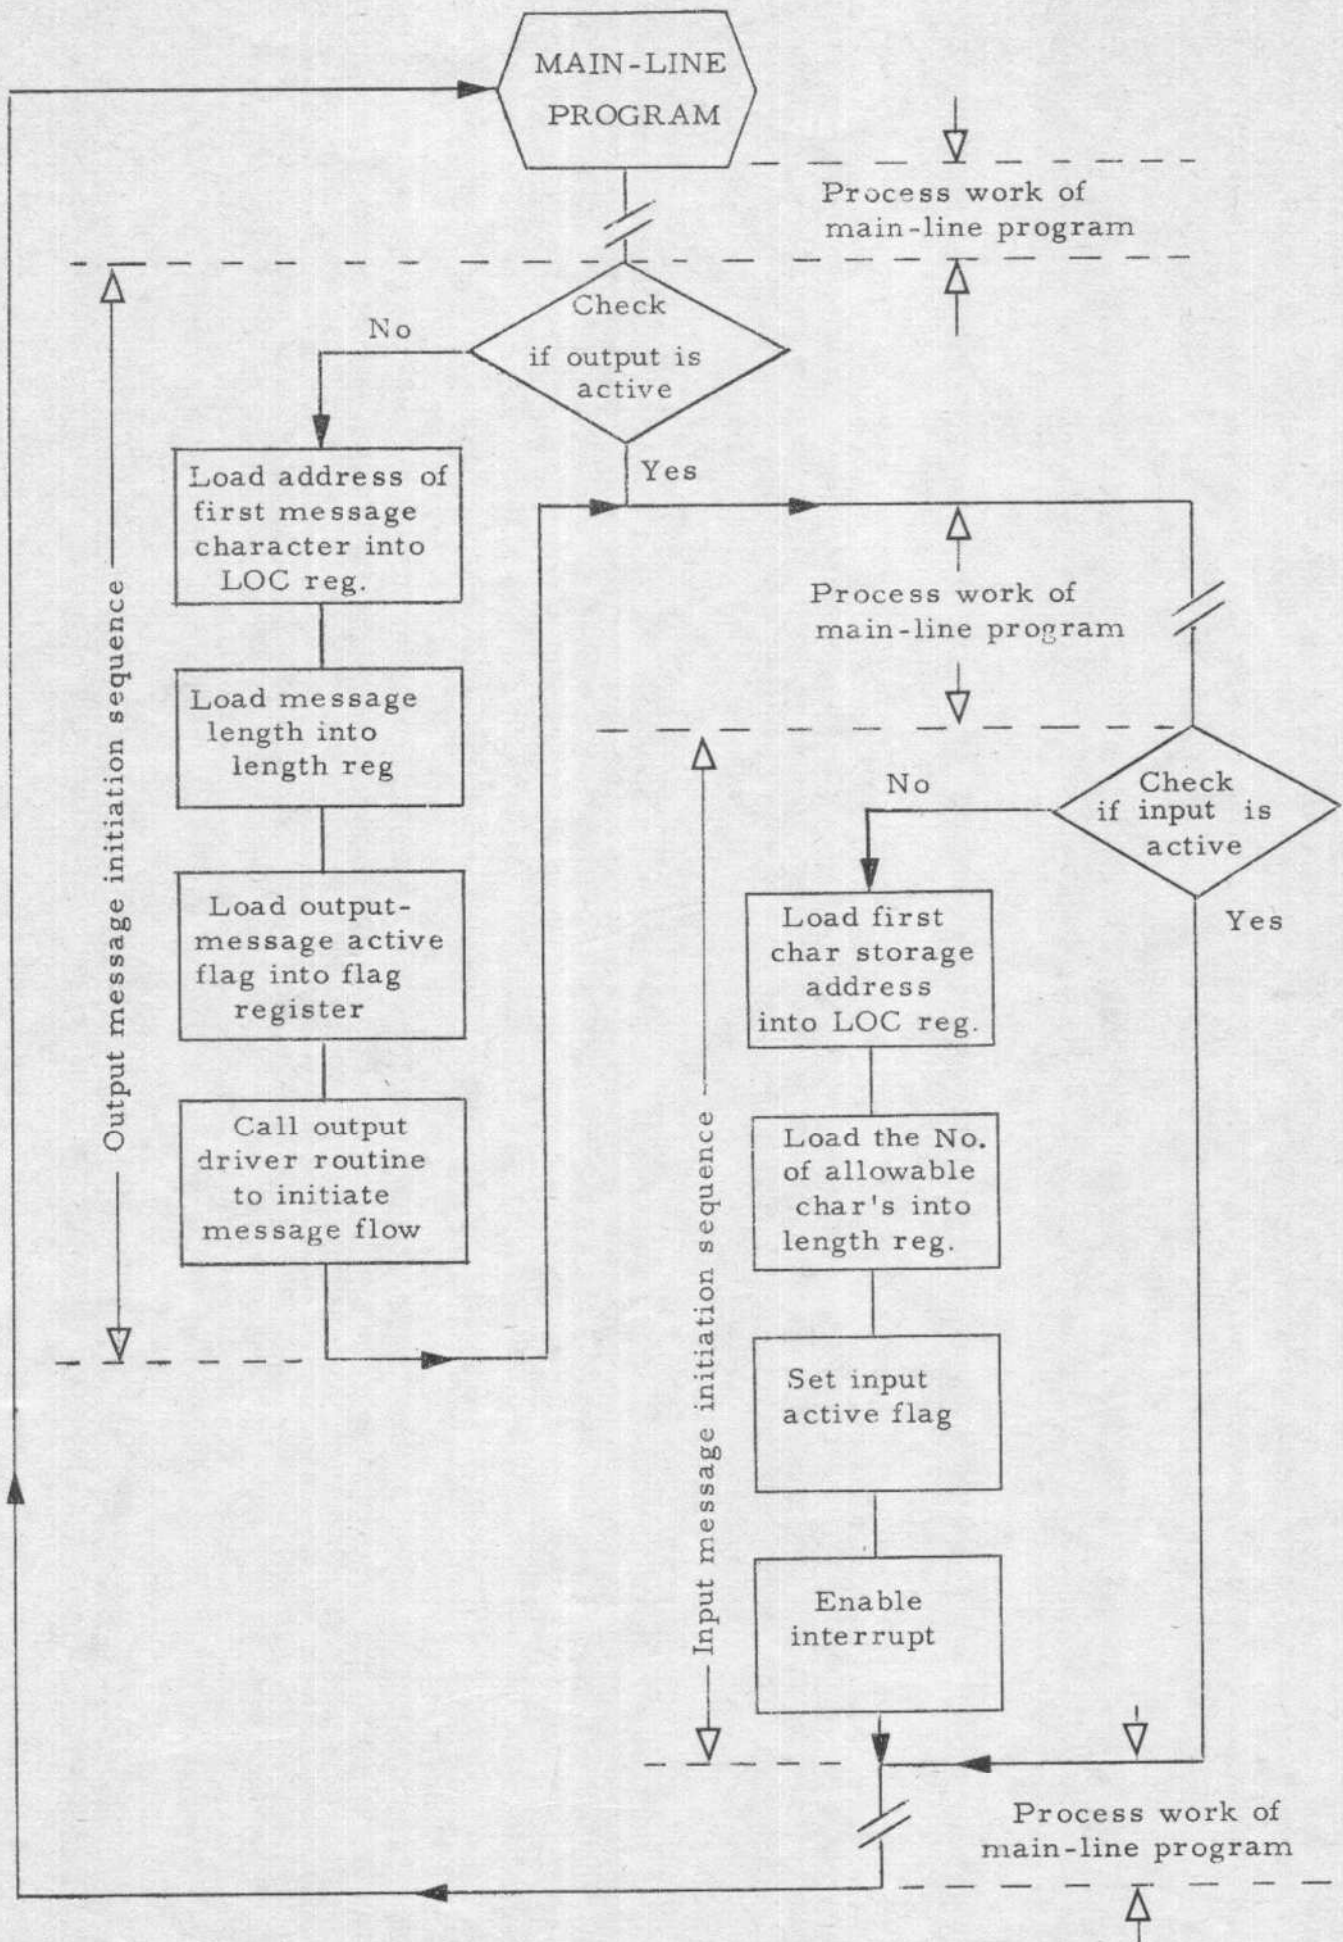 MAIN-LINE
PROGRAM
Process work of
main-line program
Check
if output is
active
No
Yes
Output message initiation sequence
Load address of
first message
character into
LOC reg.
Load message
length into
length reg
Load output-
message active
flag into flag
register
Call output
driver routine
to initiate
message flow
Process work of
main-line program
Check
if input is
active
No
Yes
Input message initiation sequence
Load first
char storage
address
into LOC reg.
Load the No.
of allowable
char's into
length reg.
Set input
active flag
Enable
interrupt
Process work of
main-line program